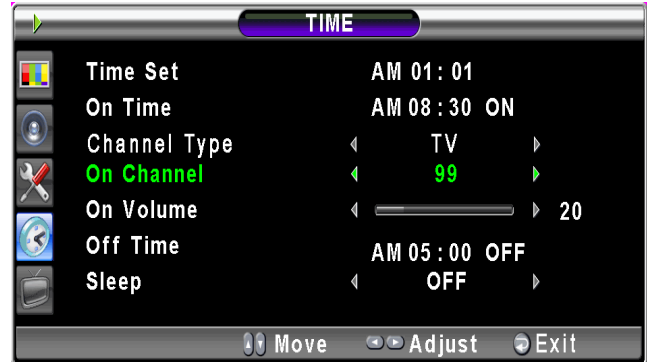 TIME
Time Set AM 01 : 01
On Time AM 08 : 30 ON
Channel Type TV
On Channel 99
On Volume 20
Off Time AM 05 : 00 OFF
Sleep OFF
Move Adjust Exit